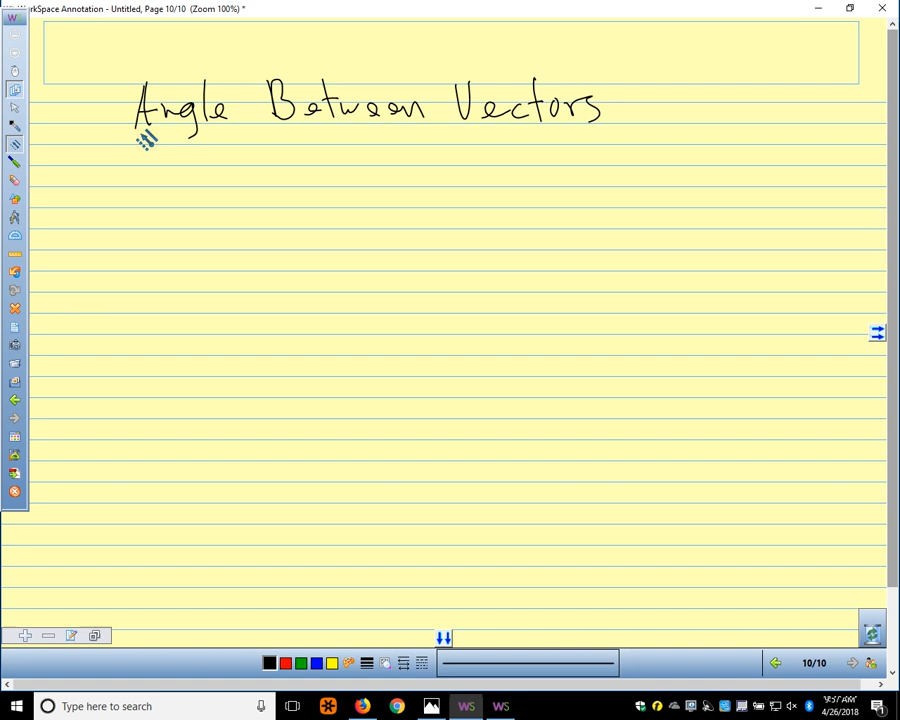 WorkSpace Annotation - Untitled, Page 10/10 (Zoom 100%) *
Angle Between Vectors
10/10
Type here to search
4/26/2018